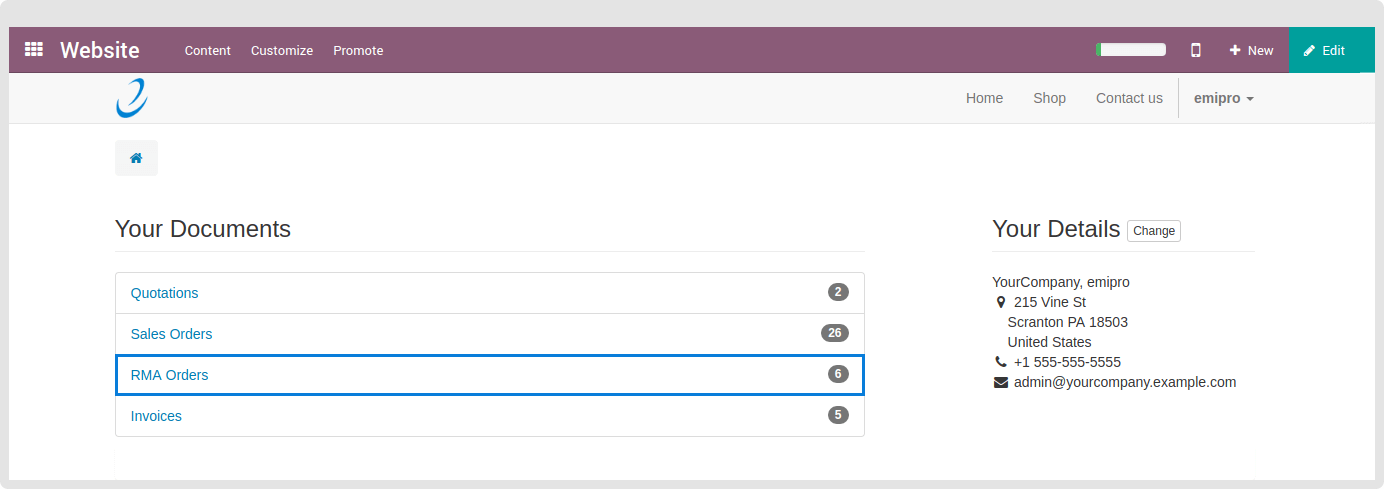 Website Content Customize Promote New Edit
Home Shop Contact us emipro
Your Documents
Quotations 2
Sales Orders 26
RMA Orders 6
Invoices 5
Your Details Change
YourCompany, emipro
215 Vine St
Scranton PA 18503
United States
+1 555-555-5555
admin@yourcompany.example.com